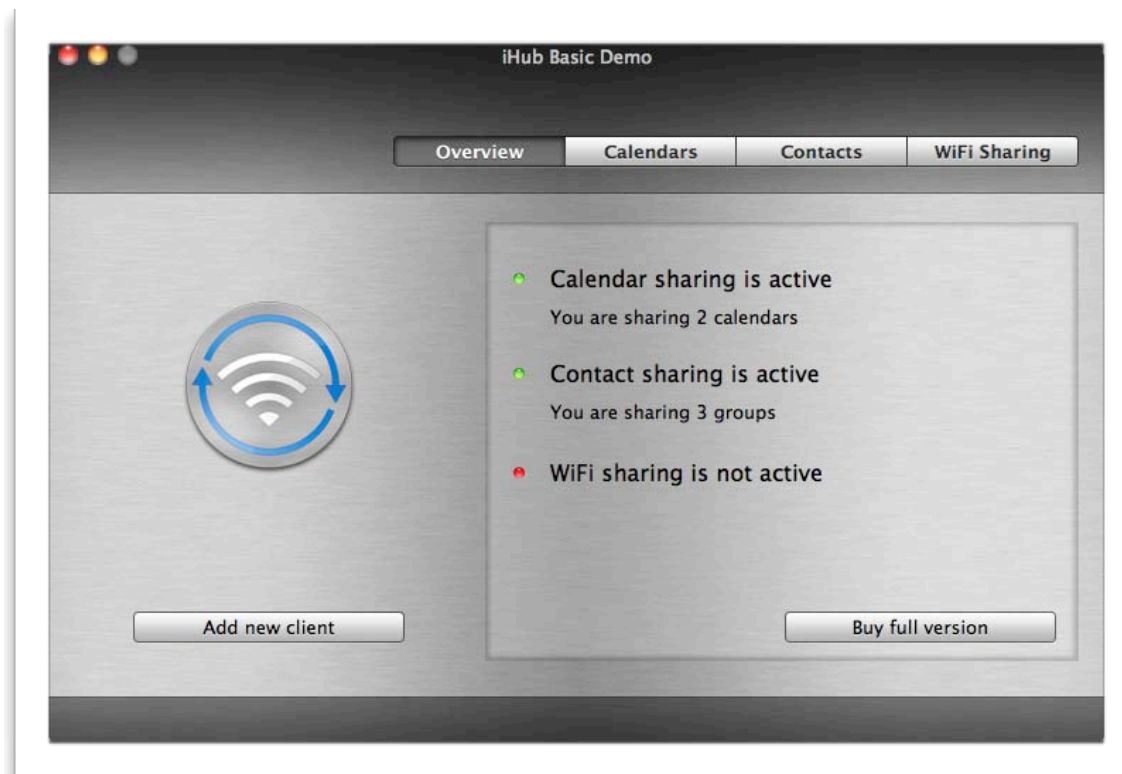 iHub Basic Demo
Overview Calendars Contacts WiFi Sharing
Calendar sharing is active
You are sharing 2 calendars
Contact sharing is active
You are sharing 3 groups
WiFi sharing is not active
Add new client Buy full version